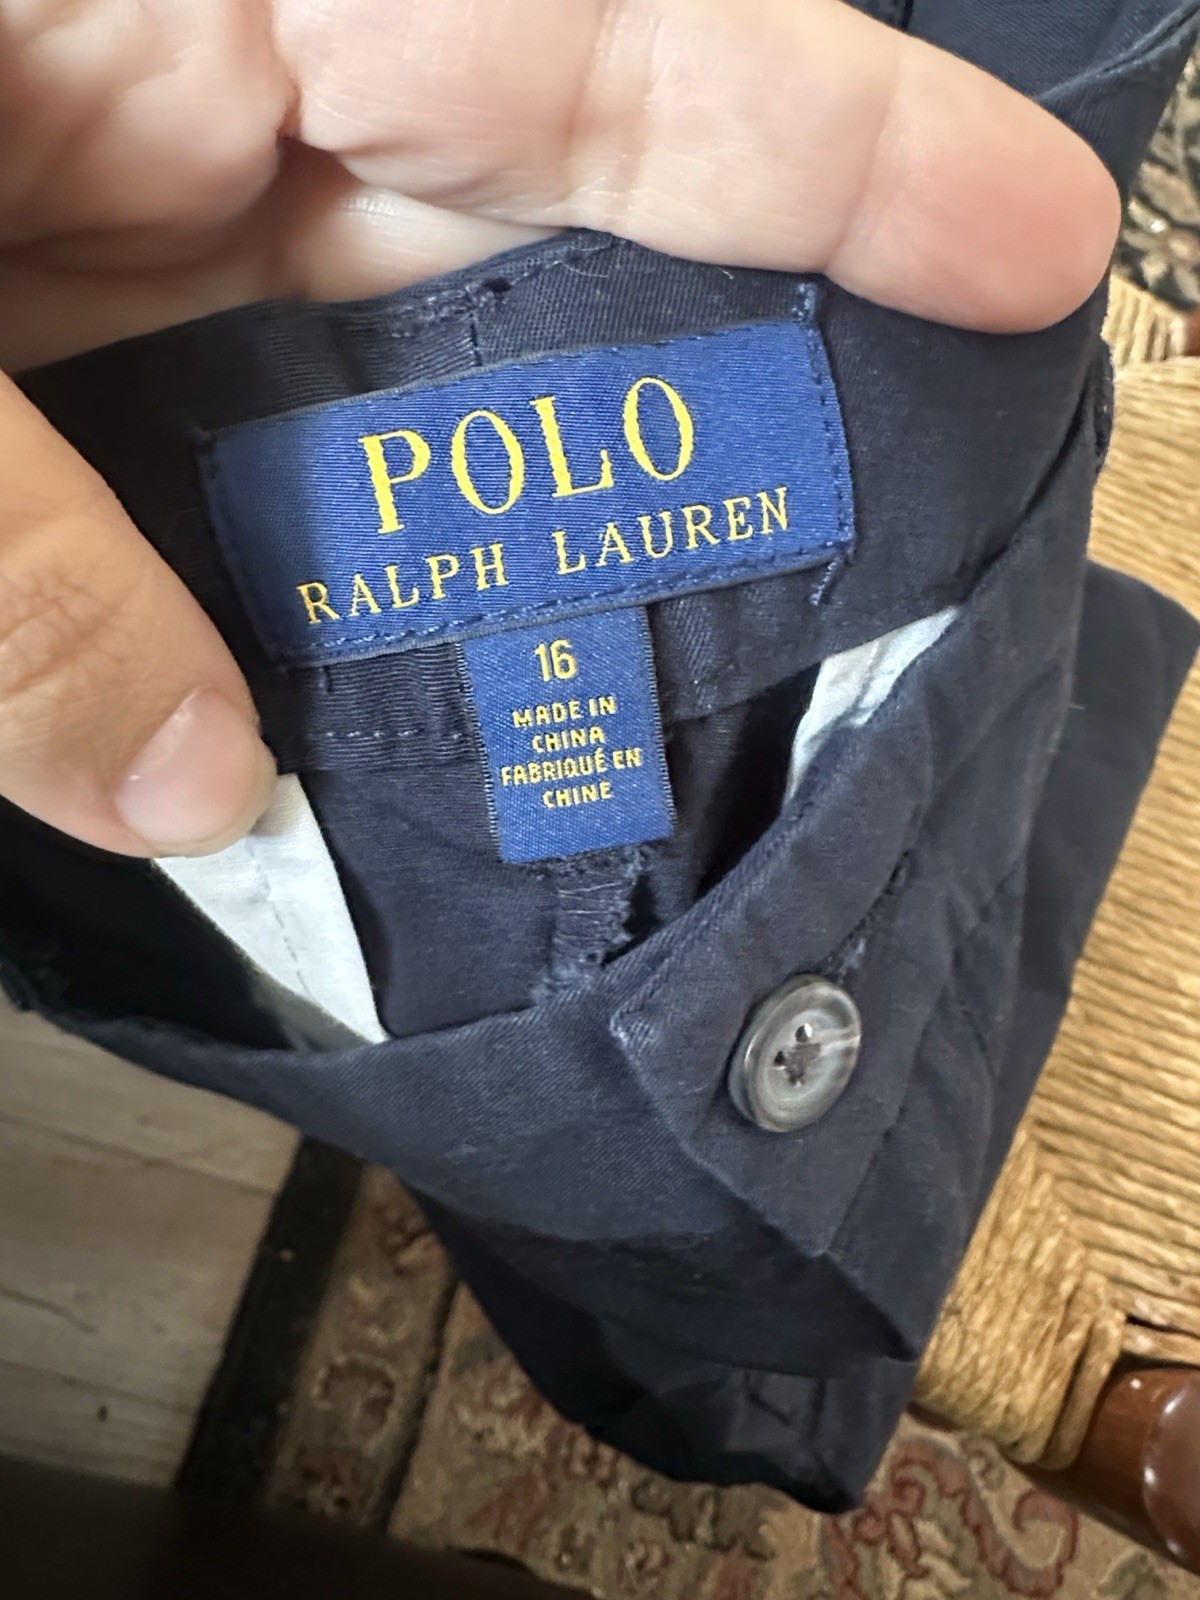 POLO
RALPH LAUREN
16
MADE IN
CHINA
FABRIQUÉ EN
CHINE